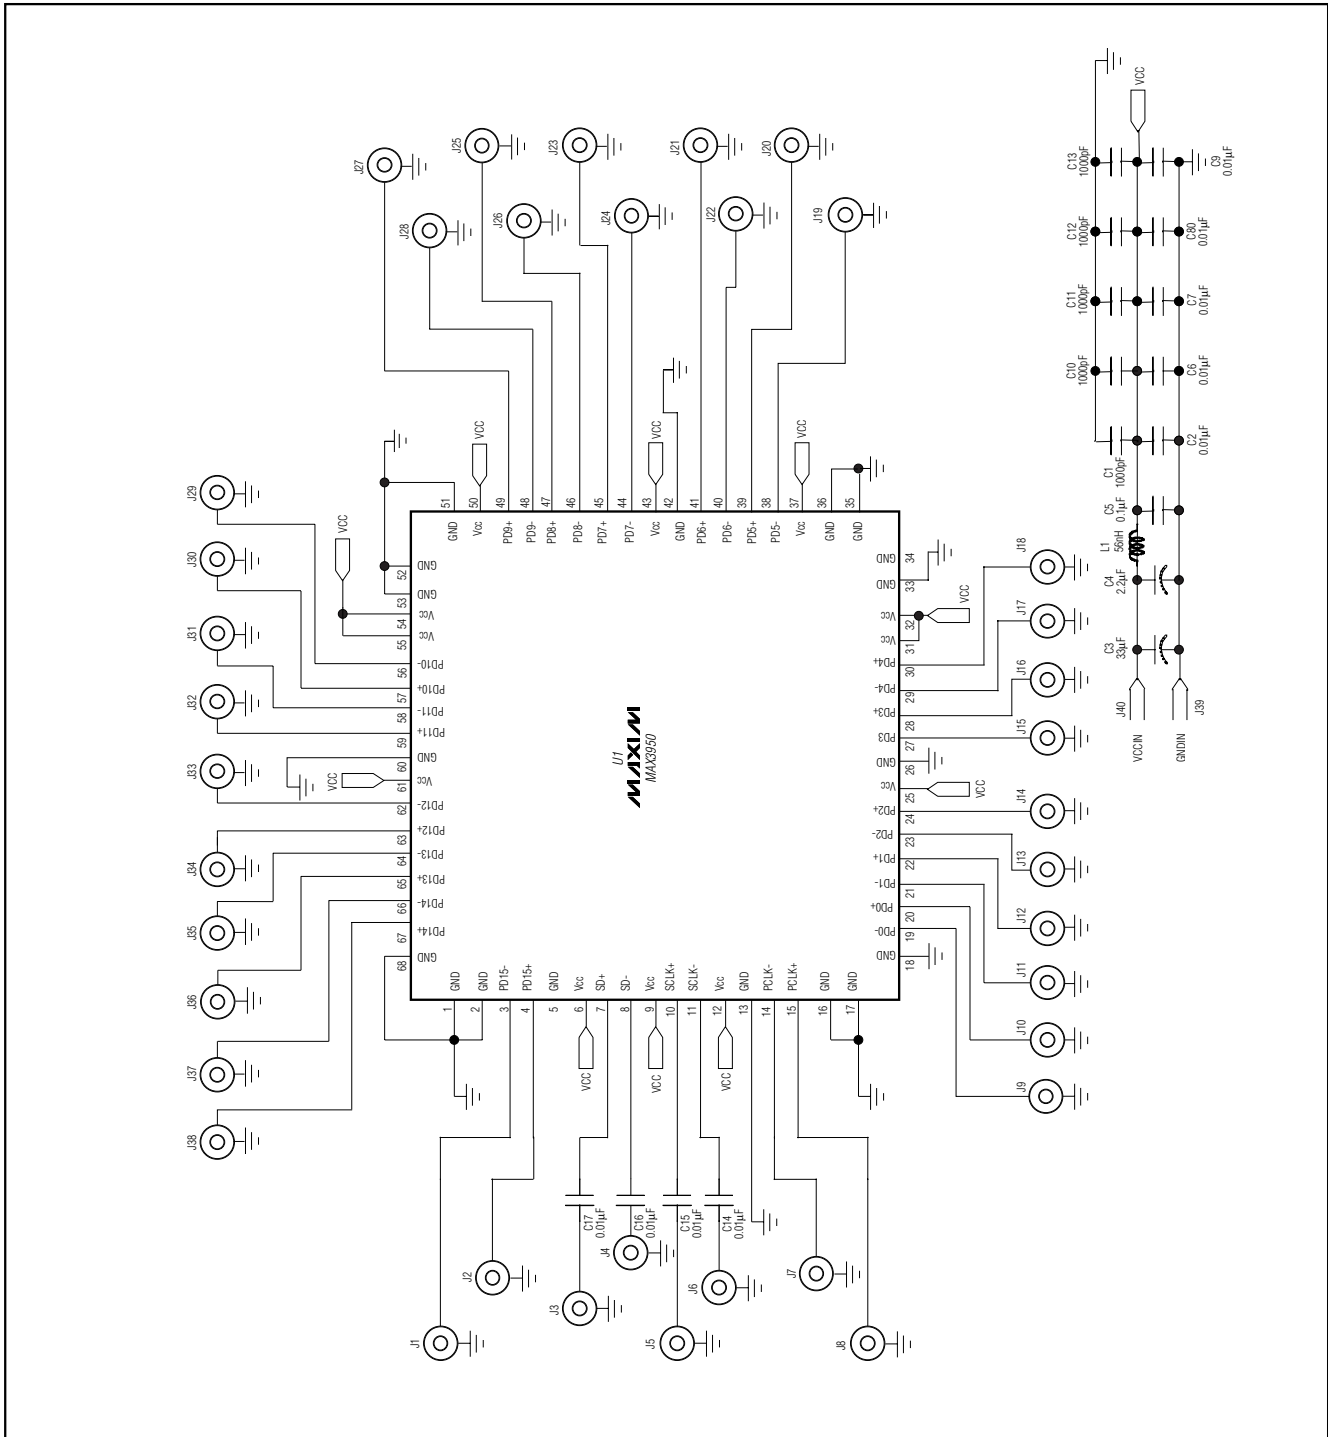 J27
J25
J23
J21
J20
J28
J26
J24
J22
J19
VCC
C13
1000pF
C9
0.01µF
C12
1000pF
C80
0.01µF
C11
1000pF
C7
0.01µF
C10
1000pF
C6
0.01µF
C1
1000pF
C2
0.01µF
C5
0.1µF
L1
56nH
C4
2.2µF
C3
33µF
J40
VCCIN
J39
GNDIN
VCC
VCC
VCC
51 50 49 48 47 46 45 44 43 42 41 40 39 38 37 36 35
GND
Vcc
PD9+
PD9-
PD8+
PD8-
PD7+
PD7-
Vcc
GND
PD6+
PD6-
PD5+
PD5-
Vcc
GND
GND
J29
J30
J31
J32
J33
J34
J35
J36
J37
J38
VCC
VCC
52 GND
53 GND
54 Vcc
55 Vcc
56 PD10-
57 PD10+
58 PD11-
59 PD11+
60 GND
61 Vcc
62 PD12-
63 PD12+
64 PD13-
65 PD13+
66 PD14-
67 PD14+
68 GND
U1
MAXIM
MAX3950
GND 34
GND 33
Vcc 32
Vcc 31
PD4+ 30
PD4- 29
PD3+ 28
PD3 27
GND 26
Vcc 25
PD2+ 24
PD2- 23
PD1+ 22
PD1- 21
PD0+ 20
PD0- 19
GND 18
VCC
VCC
J18
J17
J16
J15
J14
J13
J12
J11
J10
J9
GND
GND
PD15-
PD15+
GND
Vcc
SD+
SD-
Vcc
SCLK+
SCLK-
Vcc
GND
PCLK-
PCLK+
GND
GND
1 2 3 4 5 6 7 8 9 10 11 12 13 14 15 16 17
VCC
VCC
VCC
C17
0.01µF
C16
0.01µF
C15
0.01µF
C14
0.01µF
J1
J2
J3
J4
J5
J6
J7
J8